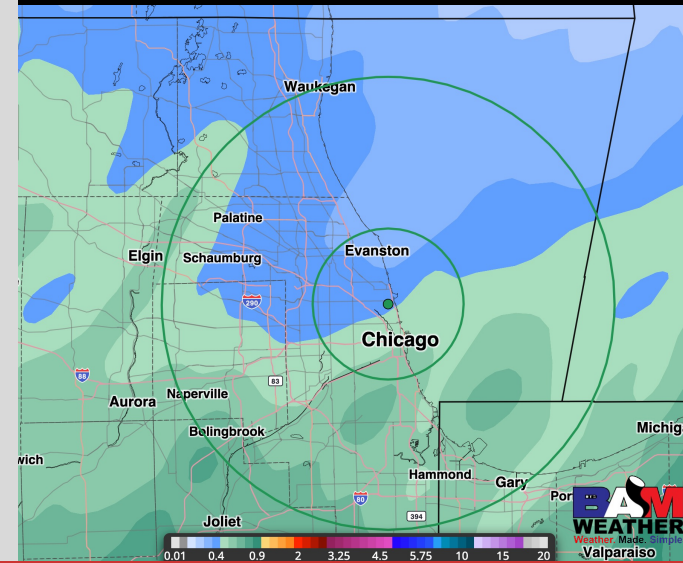 Waukegan
Palatine
Evanston
Elgin
Schaumburg
290
Chicago
88
83
Naperville
Aurora
Bolingbrook
Michig
wich
Hammond
Gary
Por
80
394
BAM
WEATHER
Weather. Made. Simple
Joliet
Valparaiso
0.01 0.4 0.9 2 3.25 4.5 5.75 10 15 20